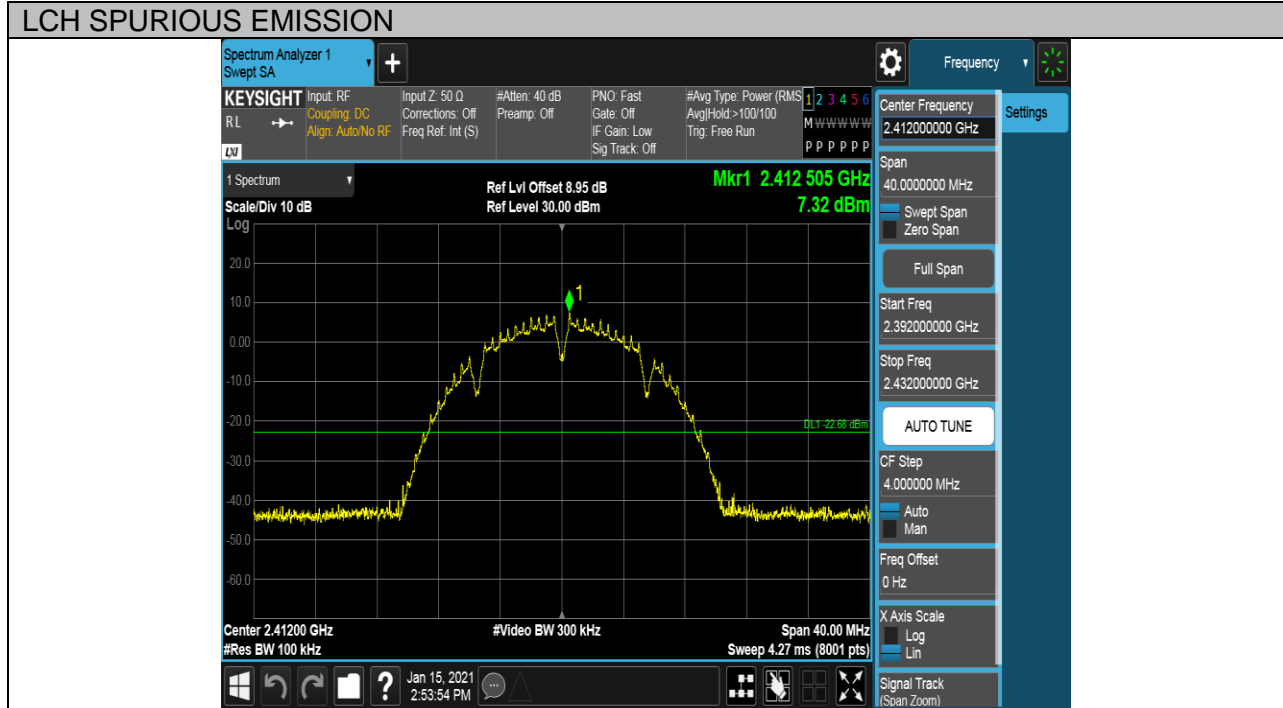 LCH SPURIOUS EMISSION
Spectrum Analyzer 1
Swept SA
+
Frequency
KEYSIGHT
RL
LXI
Input: RF
Coupling: DC
Align: Auto/No RF
Input Z: 50 Ω
Corrections: Off
Freq Ref: Int (S)
#Atten: 40 dB
Preamp: Off
PNO: Fast
Gate: Off
IF Gain: Low
Sig Track: Off
#Avg Type: Power (RMS
Avg|Hold:>100/100
Trig: Free Run
1 2 3 4 5 6
M W W W W W
P P P P P P
1 Spectrum
Scale/Div 10 dB
Ref Lvl Offset 8.95 dB
Ref Level 30.00 dBm
Mkr1 2.412 505 GHz
7.32 dBm
Log
20.0
10.0
0.00
-10.0
-20.0
-30.0
-40.0
-50.0
-60.0
1
DL1 -22.68 dBm
Center 2.41200 GHz
#Res BW 100 kHz
#Video BW 300 kHz
Span 40.00 MHz
Sweep 4.27 ms (8001 pts)
?
Jan 15, 2021
2:53:54 PM
Center Frequency
2.412000000 GHz
Settings
Span
40.0000000 MHz
Swept Span
Zero Span
Full Span
Start Freq
2.392000000 GHz
Stop Freq
2.432000000 GHz
AUTO TUNE
CF Step
4.000000 MHz
Auto
Man
Freq Offset
0 Hz
X Axis Scale
Log
Lin
Signal Track
(Span Zoom)